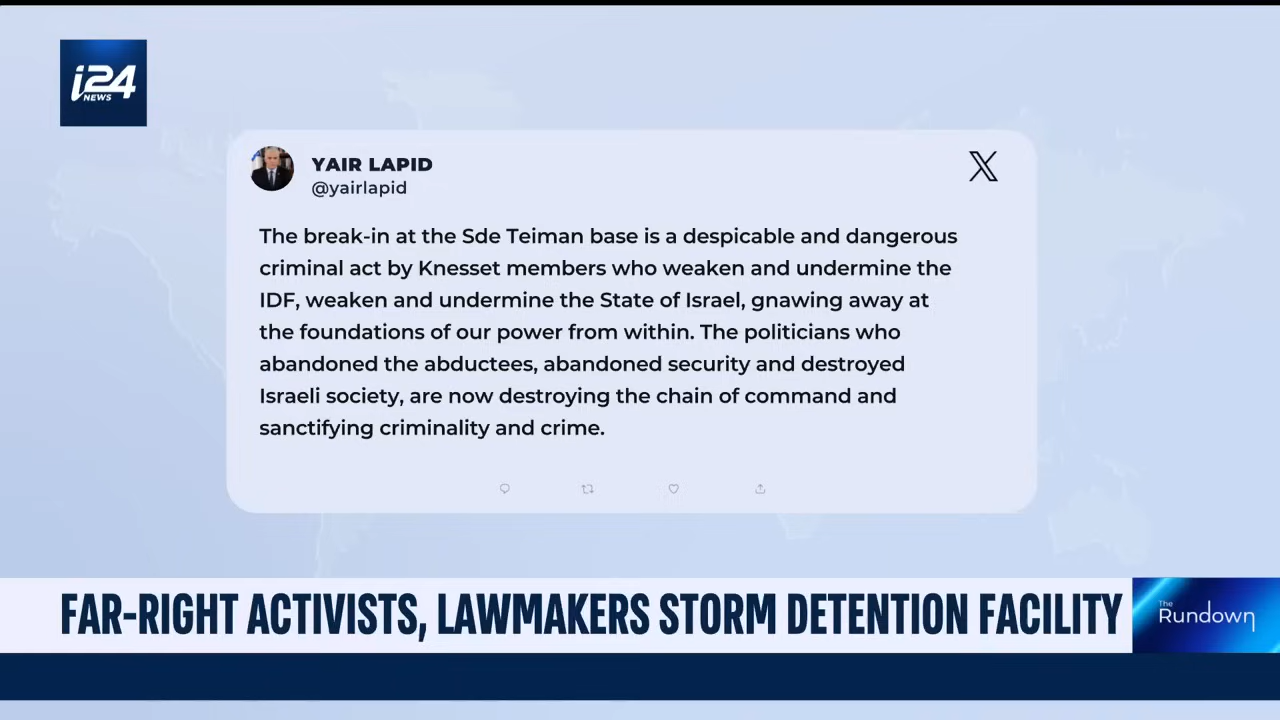 i24
NEWS
YAIR LAPID
@yairlapid
The break-in at the Sde Teiman base is a despicable and dangerous
criminal act by Knesset members who weaken and undermine the
IDF, weaken and undermine the State of Israel, gnawing away at
the foundations of our power from within. The politicians who
abandoned the abductees, abandoned security and destroyed
Israeli society, are now destroying the chain of command and
sanctifying criminality and crime.
FAR-RIGHT ACTIVISTS, LAWMAKERS STORM DETENTION FACILITY
The
Rundown